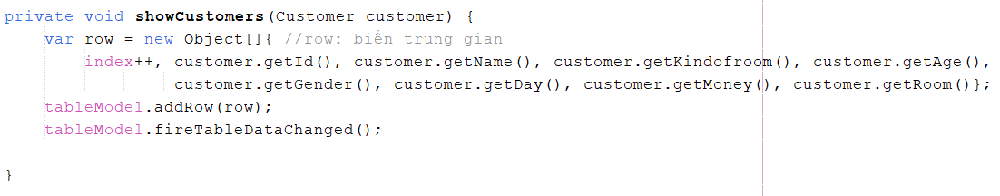 private void showCustomers(Customer customer) {
    var row = new Object[]{ //row: biến trung gian
        index++, customer.getId(), customer.getName(), customer.getKindofroom(), customer.getAge(),
                customer.getGender(), customer.getDay(), customer.getMoney(), customer.getRoom()};
    tableModel.addRow(row);
    tableModel.fireTableDataChanged();
}